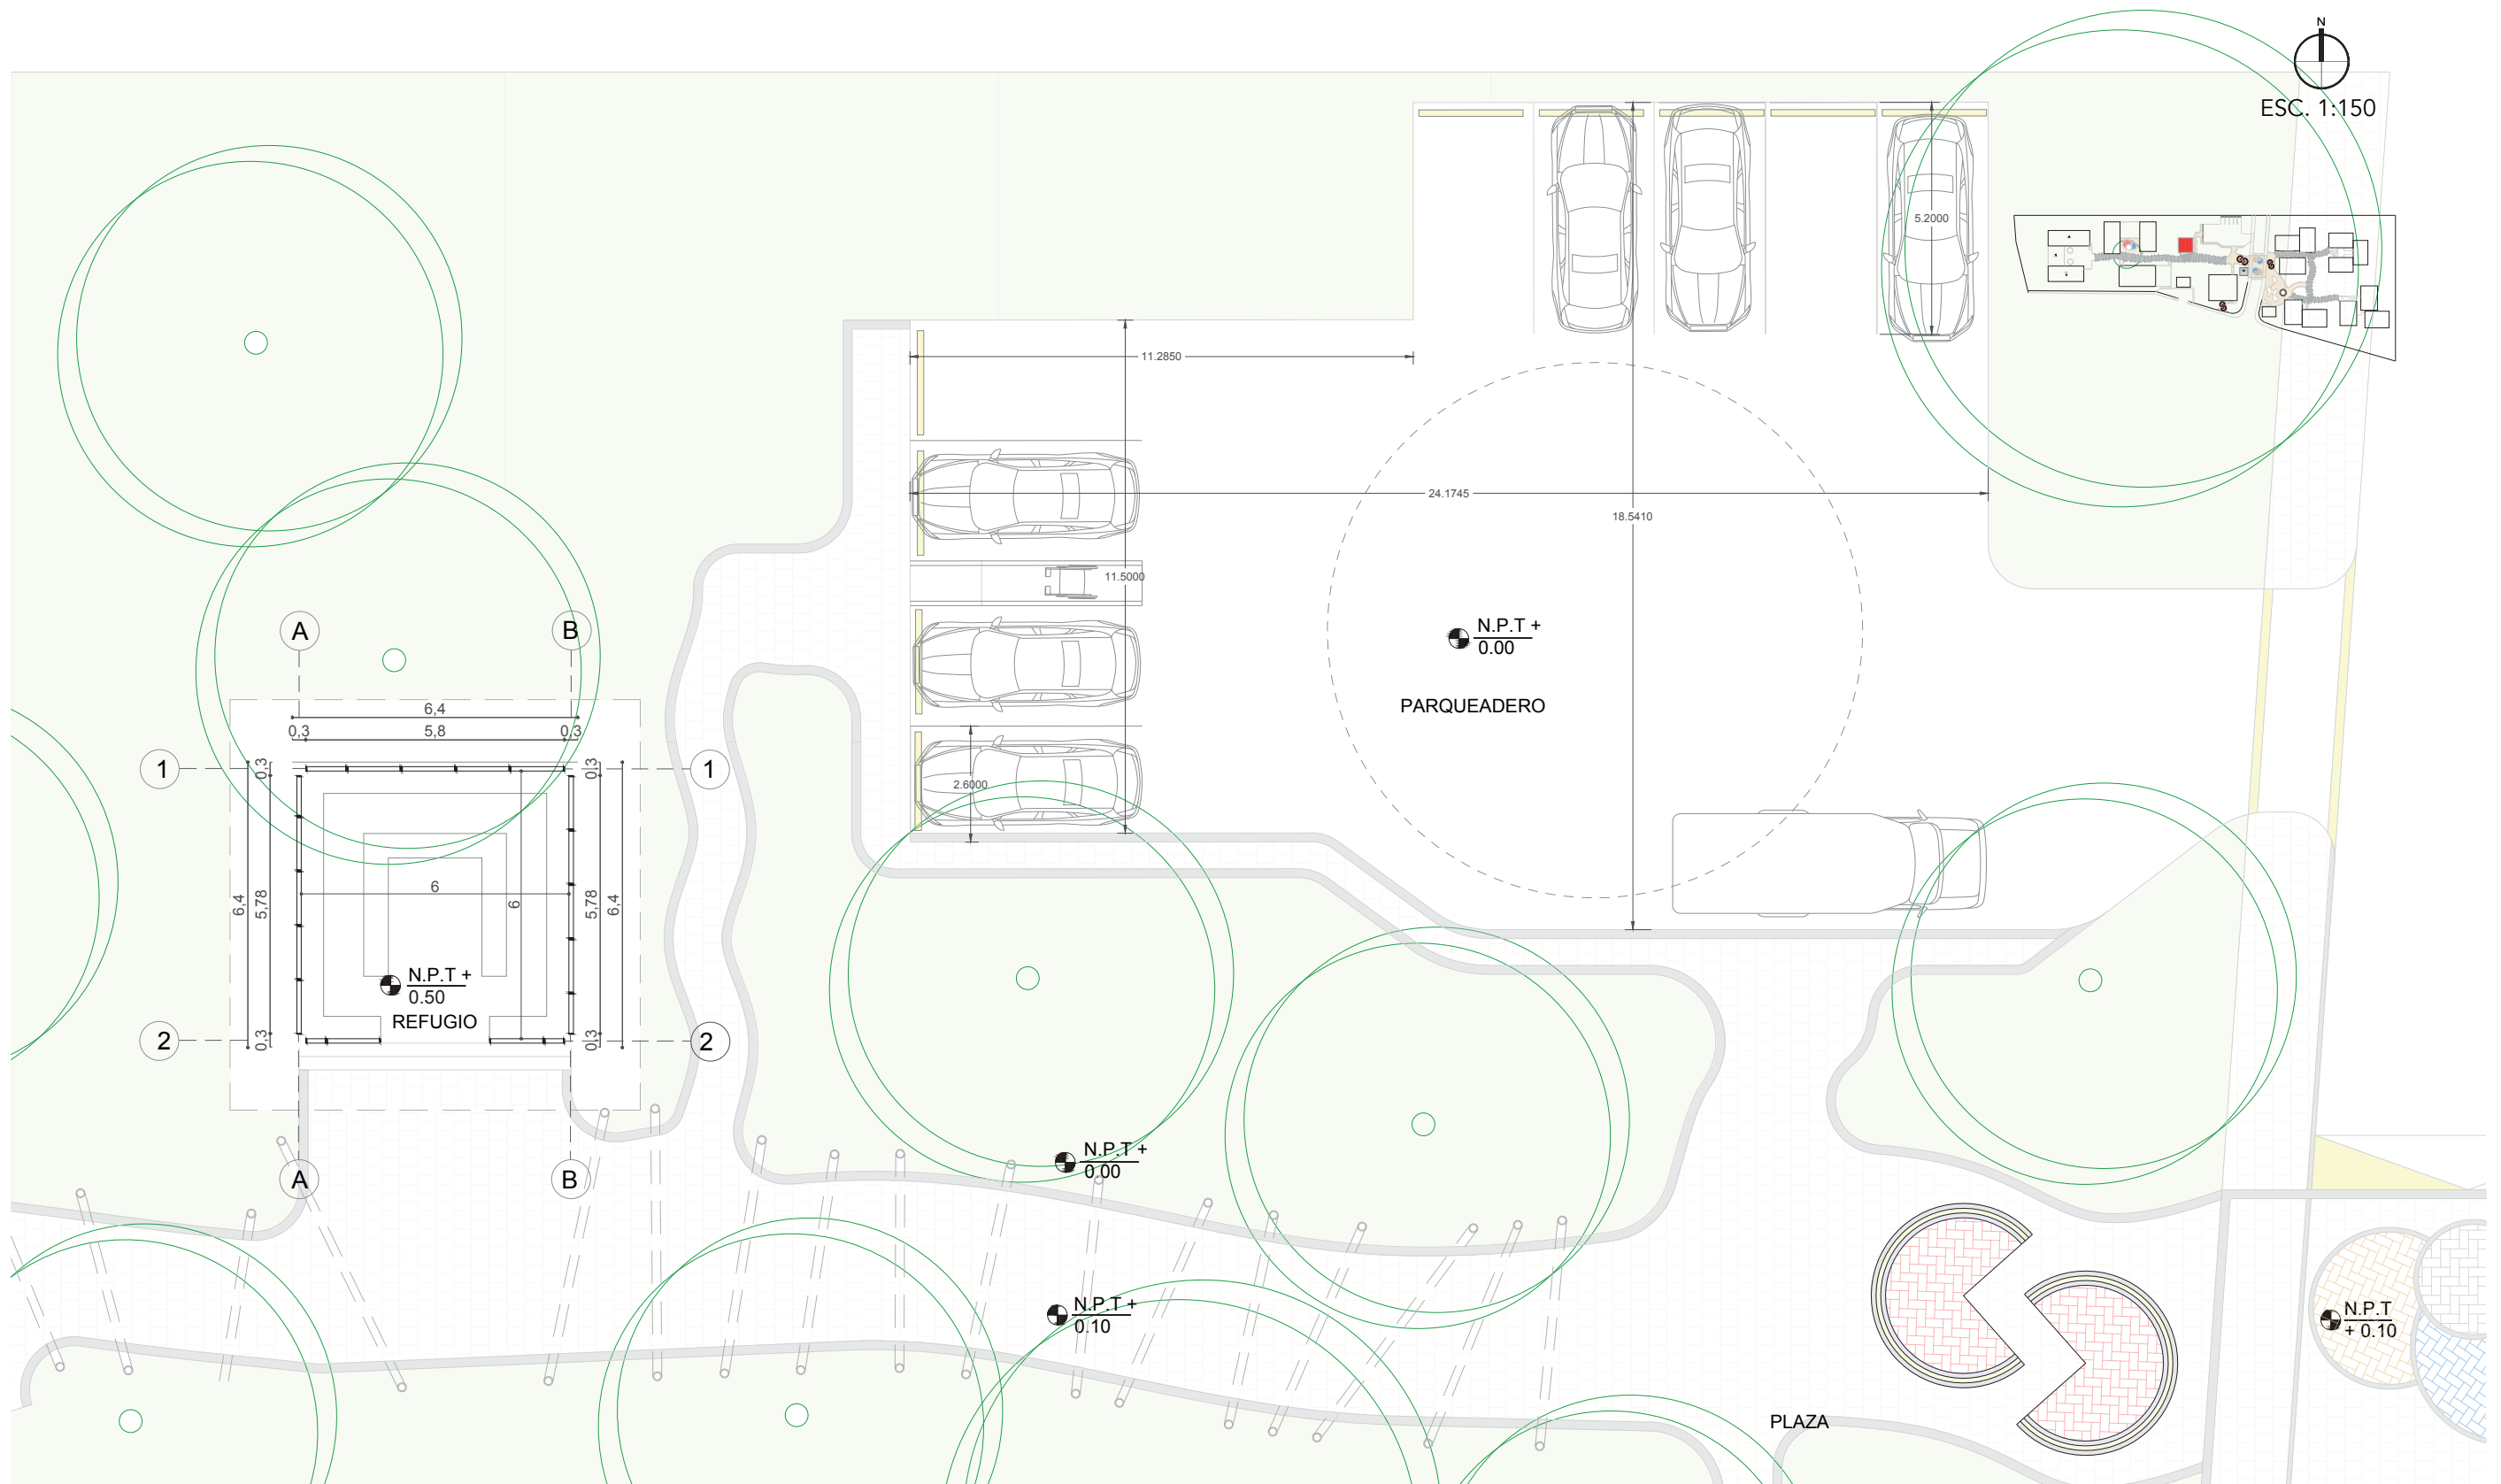 N
ESC. 1:150
5.2000
11.2850
24.1745
18.5410
11.5000
N.P.T +
0.00
PARQUEADERO
A
B
6,4
0,3
5,8
0,3
1
0,3
0,3
1
2.6000
6,4
5,78
6
6
5,78
6,4
N.P.T +
0.50
REFUGIO
2
0,3
0,3
2
N.P.T +
0.00
A
B
N.P.T +
0.10
N.P.T
+ 0.10
PLAZA